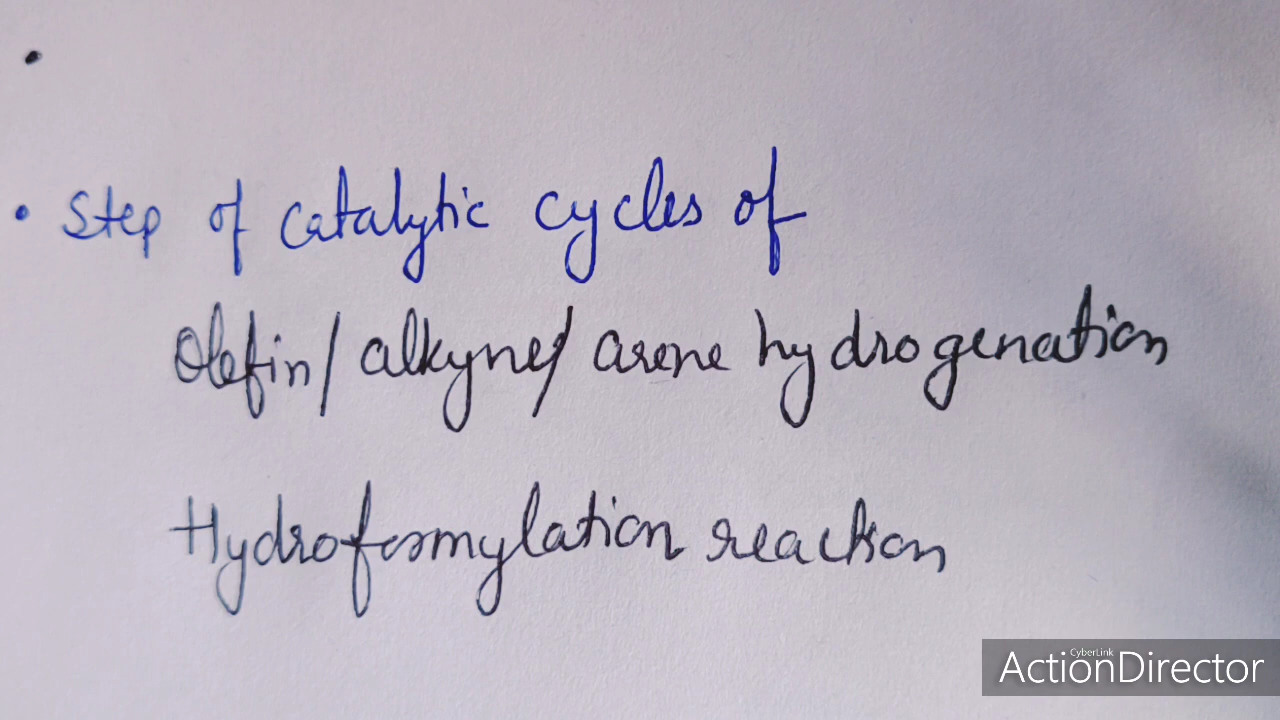 • Step of catalytic cycles of
Olefin/ alkyne/ arene hydrogenation
Hydroformylation reaction
CyberLink
ActionDirector